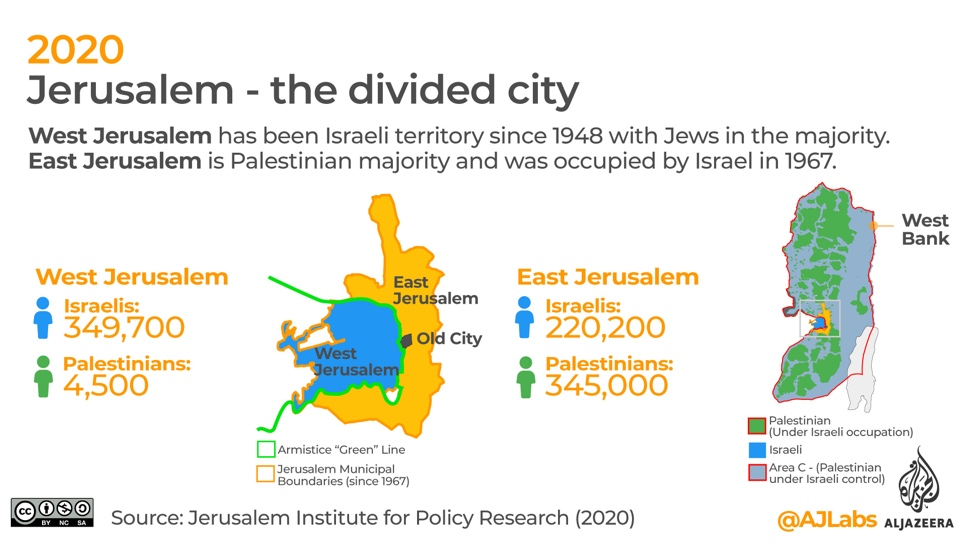 2020
Jerusalem - the divided city
West Jerusalem has been Israeli territory since 1948 with Jews in the majority.
East Jerusalem is Palestinian majority and was occupied by Israel in 1967.
West Jerusalem
Israelis:
349,700
Palestinians:
4,500
East
Jerusalem
Old City
West
Jerusalem
Armistice “Green” Line
Jerusalem Municipal
Boundaries (since 1967)
East Jerusalem
Israelis:
220,200
Palestinians:
345,000
West
Bank
Palestinian
(Under Israeli occupation)
Israeli
Area C - (Palestinian
under Israeli control)
cc
BY NC SA
Source: Jerusalem Institute for Policy Research (2020)
@AJLabs
الجزيرة
ALJAZEERA